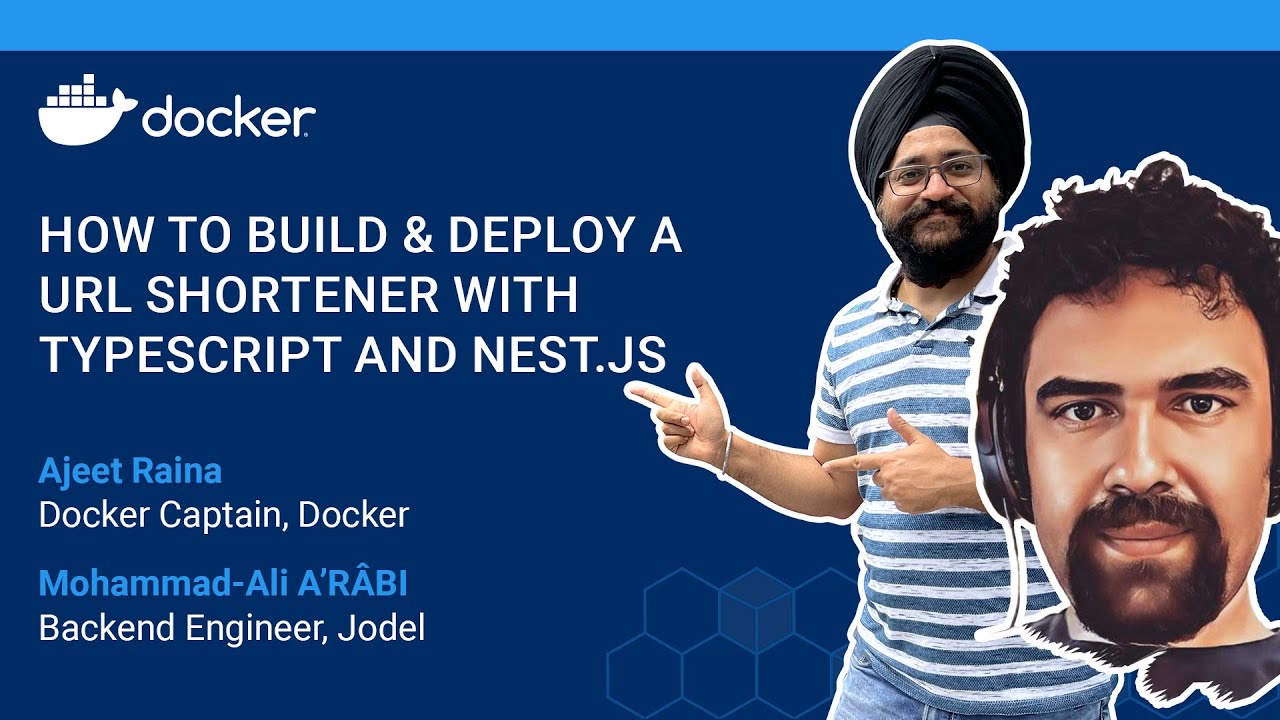 docker
HOW TO BUILD & DEPLOY A
URL SHORTENER WITH
TYPESCRIPT AND NEST.JS
Ajeet Raina
Docker Captain, Docker
Mohammad-Ali A’RÂBI
Backend Engineer, Jodel